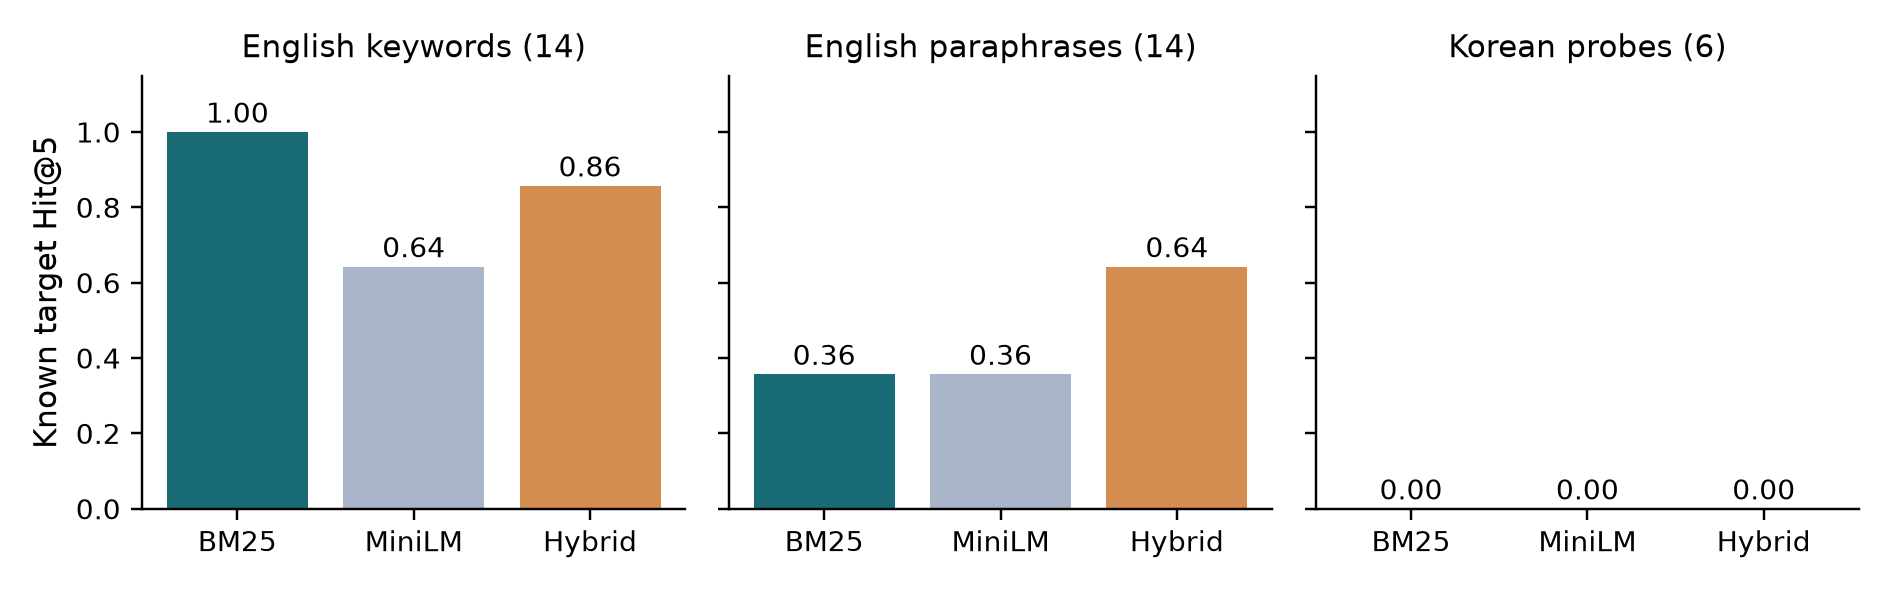 English keywords (14)
English paraphrases (14)
Korean probes (6)
Known target Hit@5
1.0
0.8
0.6
0.4
0.2
0.0
1.00
0.64
0.86
0.36
0.36
0.64
0.00
0.00
0.00
BM25 MiniLM Hybrid
BM25 MiniLM Hybrid
BM25 MiniLM Hybrid